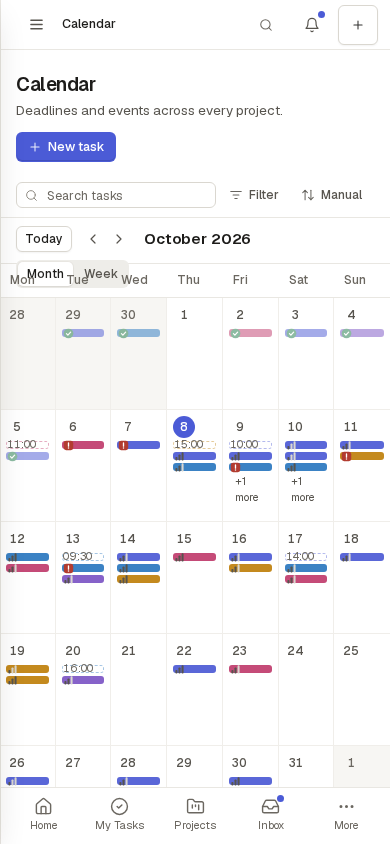 Calendar
Calendar
Deadlines and events across every project.
New task
Search tasks
Filter
Manual
Today
October 2026
Month
Week
Mon Tue Wed Thu Fri Sat Sun
28 29 30 1 2 3 4
5 6 7 8 9 10 11
11:00 15:00 10:00
+1 more
+1 more
12 13 14 15 16 17 18
09:30 14:00
19 20 21 22 23 24 25
16:00
26 27 28 29 30 31 1
Home
My Tasks
Projects
Inbox
More